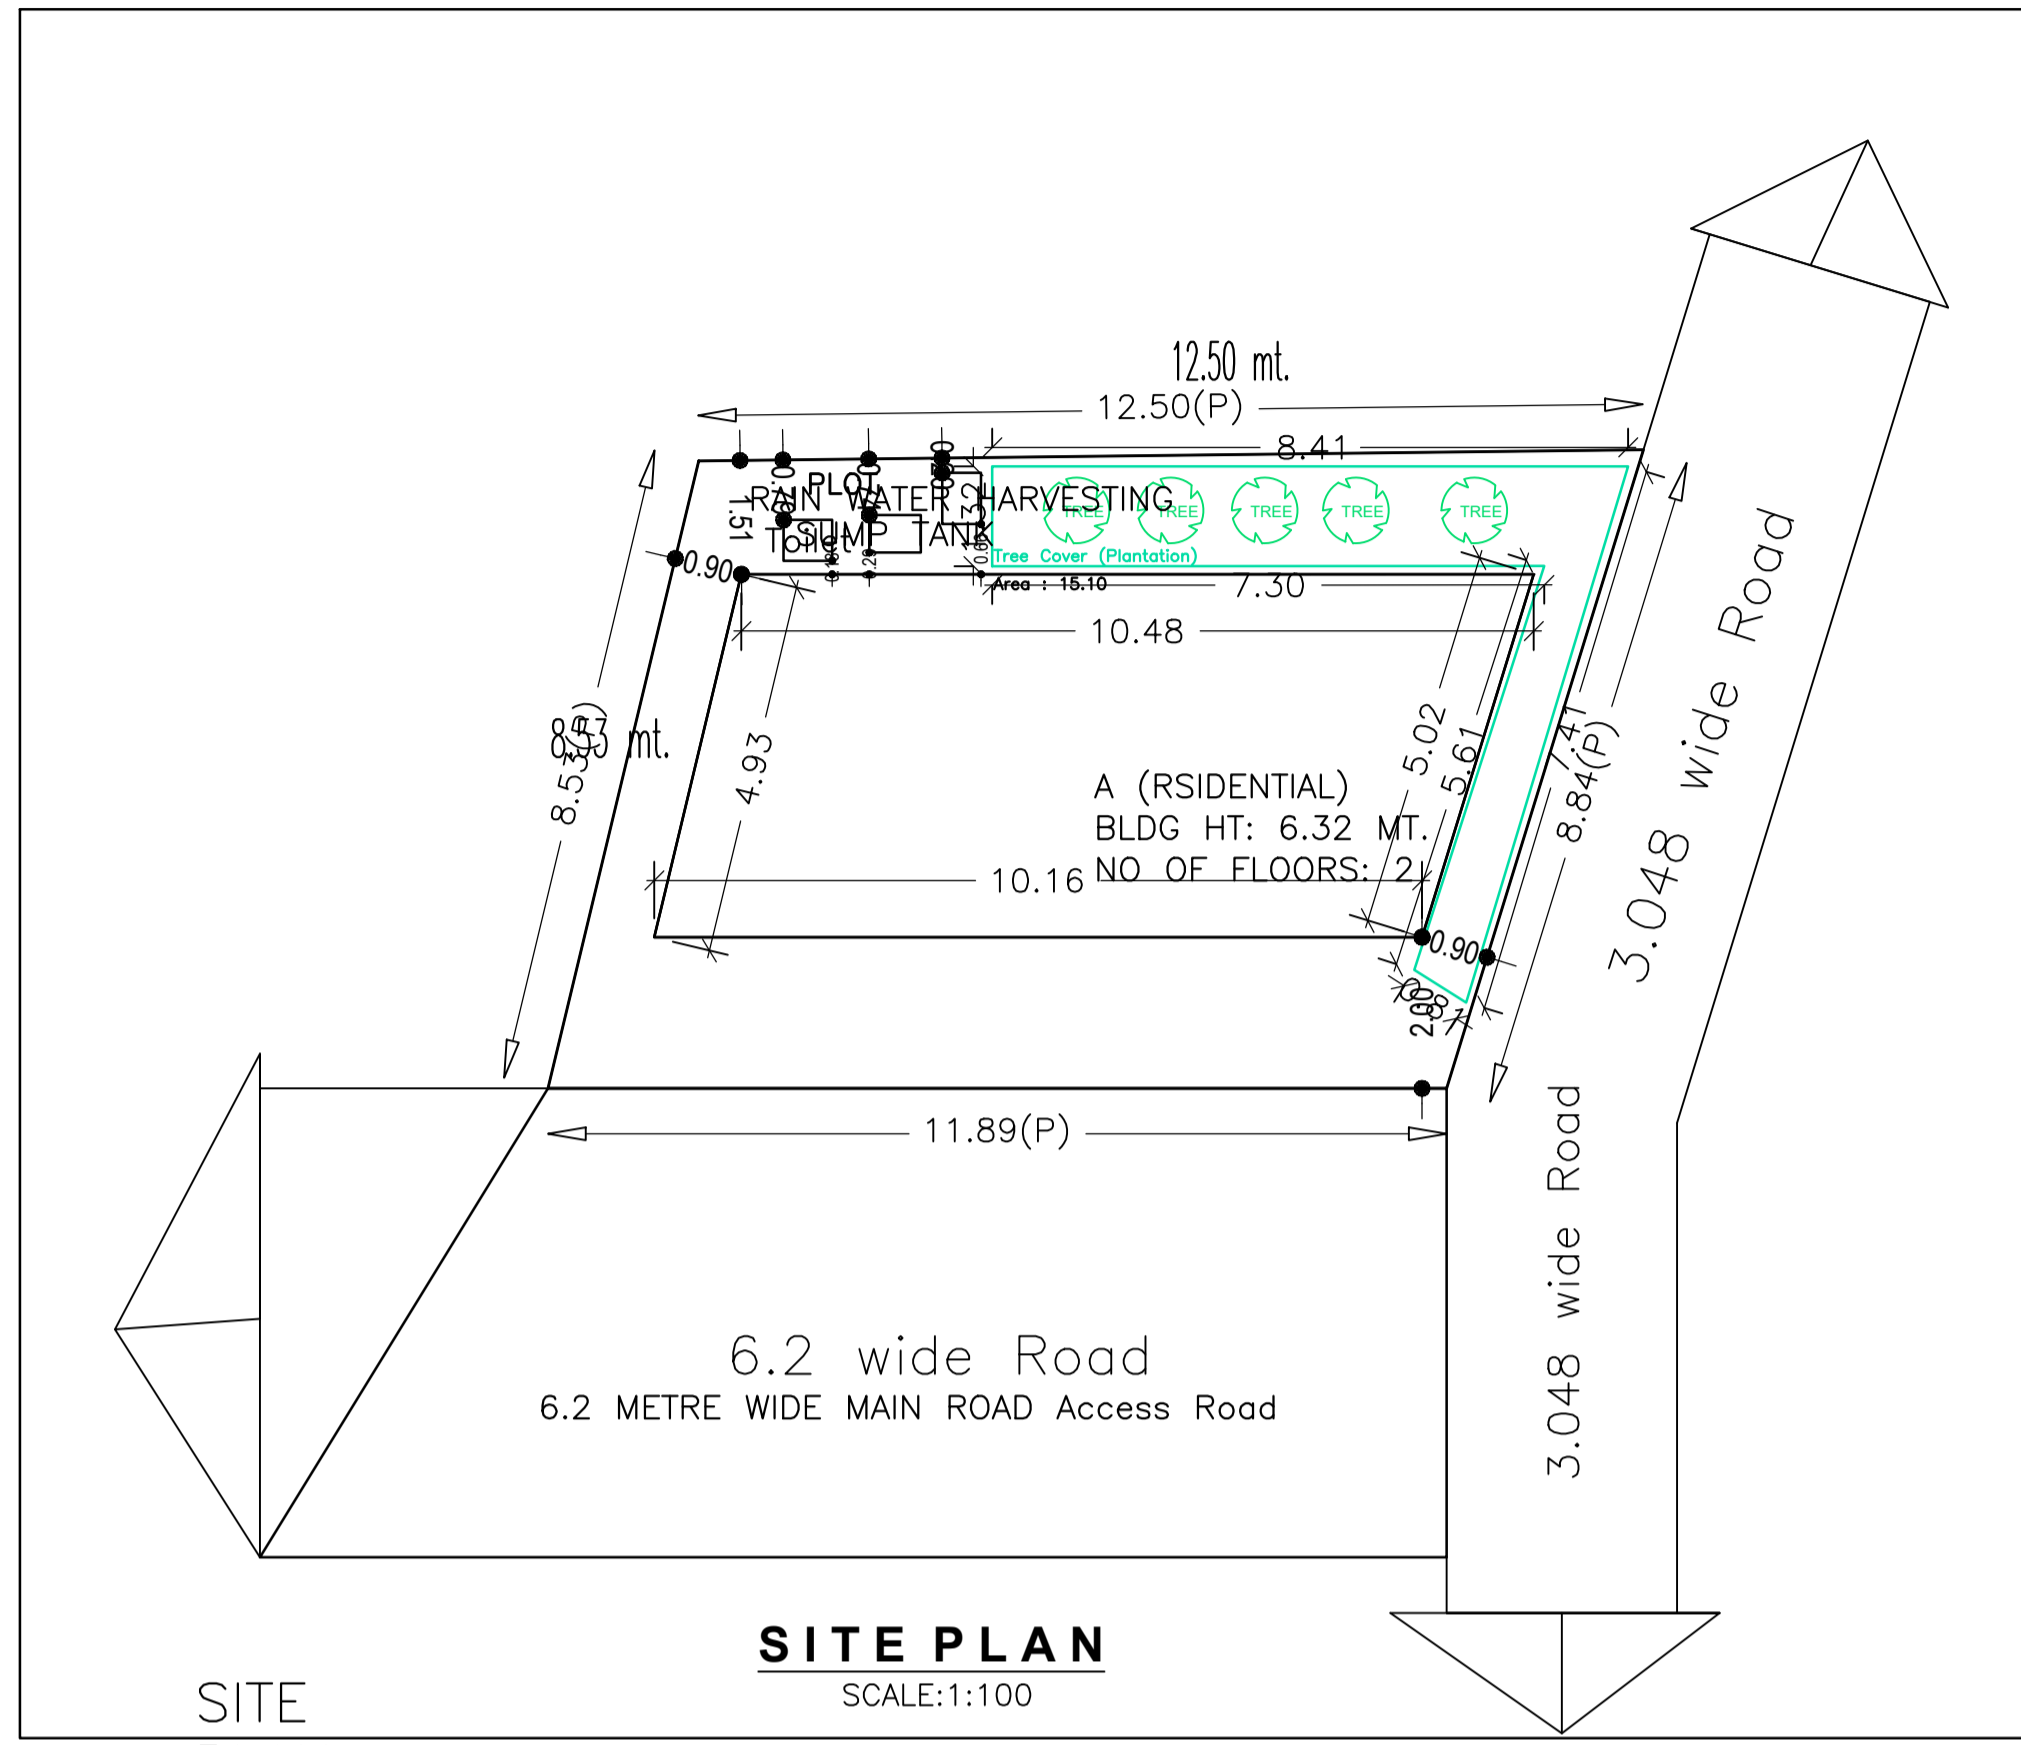 12.50 mt.
12.50(P)
8.41
PLOT
RAIN WATER HARVESTING
SUMP TANK
Toilet
1.51
TREE
TREE
TREE
TREE
TREE
Tree Cover (Plantation)
Area : 15.10
0.90
7.30
10.48
8.53 mt.
8.53(P)
4.93
5.02
5.61
7.41
8.84(P)
A (RSIDENTIAL)
BLDG HT: 6.32 MT.
NO OF FLOORS: 2
10.16
0.90
2.00
11.89(P)
3.048 wide Road
3.048 wide Road
6.2 wide Road
6.2 METRE WIDE MAIN ROAD Access Road
SITE PLAN
SCALE:1:100
SITE